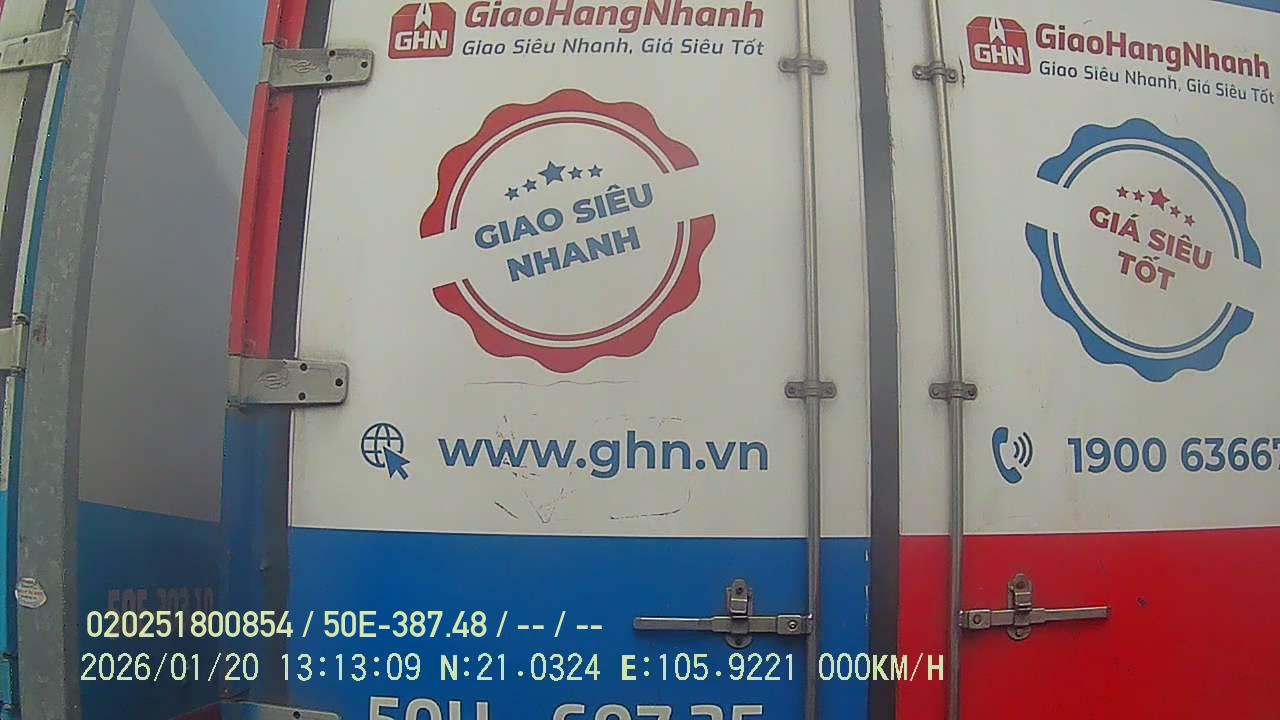 GHN
GiaoHangNhanh
Giao Siêu Nhanh, Giá Siêu Tốt
GIAO SIÊU
NHANH
www.ghn.vn
GHN
GiaoHangNhanh
Giao Siêu Nhanh, Giá Siêu Tốt
GIÁ SIÊU
TỐT
1900 63667
020251800854 / 50E-387.48 / -- / --
2026/01/20 13:13:09 N:21.0324 E:105.9221 000KM/H